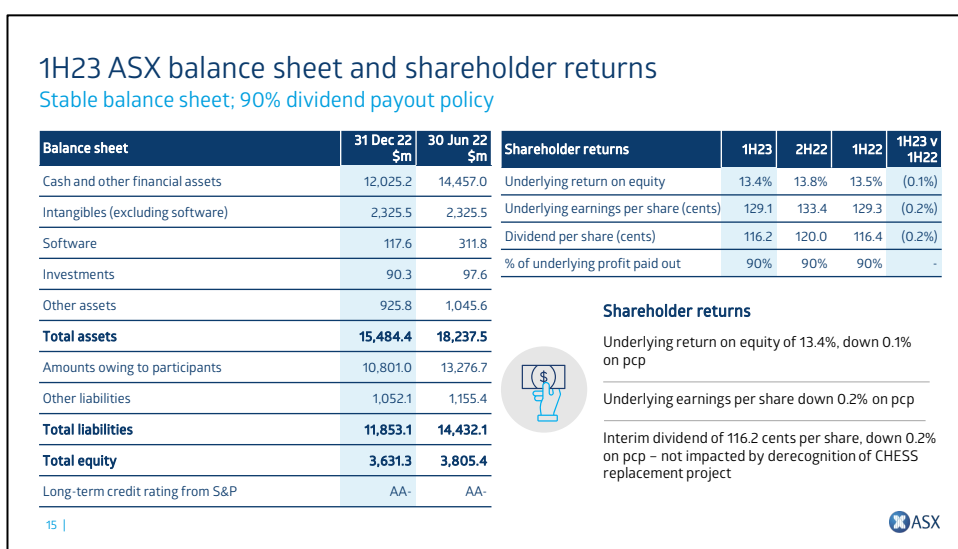 1H23 ASX balance sheet and shareholder returns
Stable balance sheet; 90% dividend payout policy
Balance sheet 31 Dec 22 $m 30 Jun 22 $m
Cash and other financial assets 12,025.2 14,457.0
Intangibles (excluding software) 2,325.5 2,325.5
Software 117.6 311.8
Investments 90.3 97.6
Other assets 925.8 1,045.6
Total assets 15,484.4 18,237.5
Amounts owing to participants 10,801.0 13,276.7
Other liabilities 1,052.1 1,155.4
Total liabilities 11,853.1 14,432.1
Total equity 3,631.3 3,805.4
Long-term credit rating from S&P AA- AA-
Shareholder returns 1H23 2H22 1H22 1H23 v 1H22
Underlying return on equity 13.4% 13.8% 13.5% (0.1%)
Underlying earnings per share (cents) 129.1 133.4 129.3 (0.2%)
Dividend per share (cents) 116.2 120.0 116.4 (0.2%)
% of underlying profit paid out 90% 90% 90% -
$
Shareholder returns
Underlying return on equity of 13.4%, down 0.1%
on pcp
Underlying earnings per share down 0.2% on pcp
Interim dividend of 116.2 cents per share, down 0.2%
on pcp – not impacted by derecognition of CHESS
replacement project
15 |
ASX